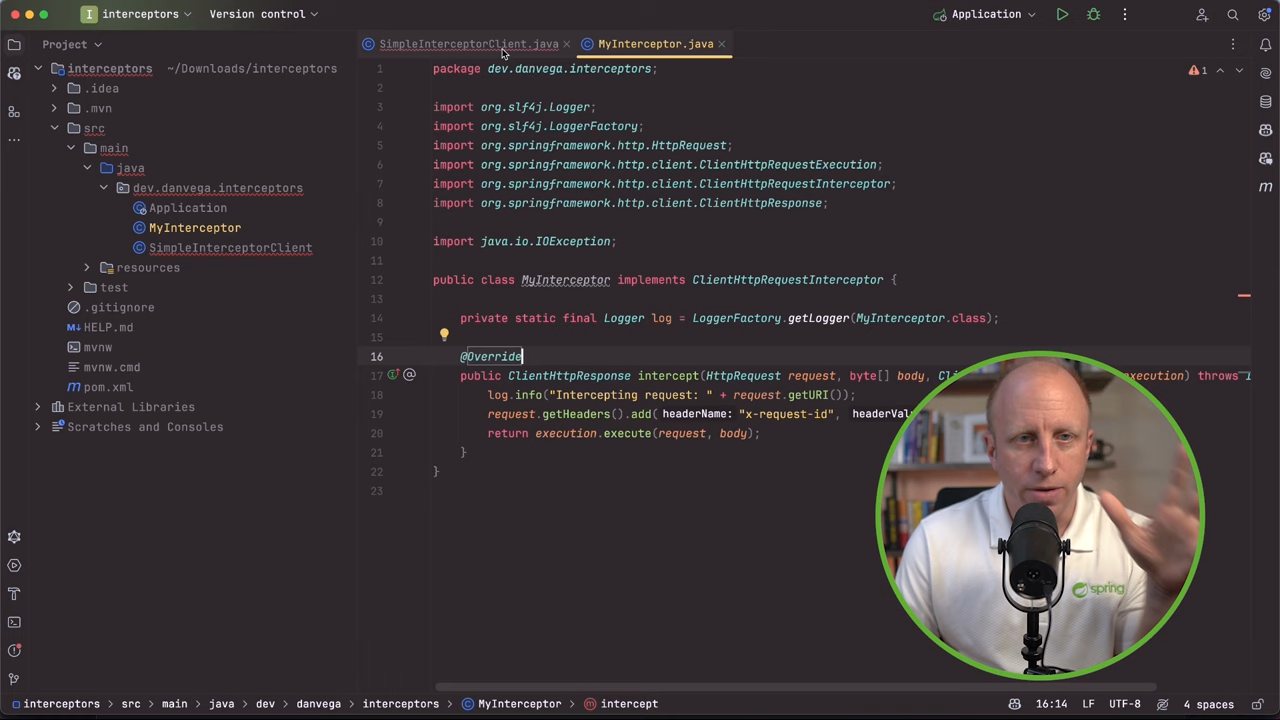 interceptors
Version control
Application
Project
SimpleInterceptorClient.java
MyInterceptor.java
interceptors ~/Downloads/interceptors
.idea
.mvn
src
main
java
dev.danvega.interceptors
Application
MyInterceptor
SimpleInterceptorClient
resources
test
.gitignore
HELP.md
mvnw
mvnw.cmd
pom.xml
External Libraries
Scratches and Consoles
1 package dev.danvega.interceptors;
1
2
3 import org.slf4j.Logger;
4 import org.slf4j.LoggerFactory;
5 import org.springframework.http.HttpRequest;
6 import org.springframework.http.client.ClientHttpRequestExecution;
7 import org.springframework.http.client.ClientHttpRequestInterceptor;
8 import org.springframework.http.client.ClientHttpResponse;
9
10 import java.io.IOException;
11
12 public class MyInterceptor implements ClientHttpRequestInterceptor {
13
14 private static final Logger log = LoggerFactory.getLogger(MyInterceptor.class);
15
16 @Override
17 @ public ClientHttpResponse intercept(HttpRequest request, byte[] body, execution) throws
18 log.info("Intercepting request: " + request.getURI());
19 request.getHeaders().add( headerName: "x-request-id",
20 return execution.execute(request, body);
21 }
22 }
23
spring
interceptors > src > main > java > dev > danvega > interceptors > MyInterceptor > intercept
16:14 LF UTF-8 4 spaces